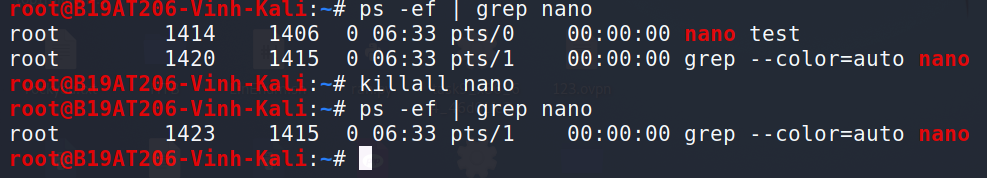 root@B19AT206-Vinh-Kali:~# ps -ef | grep nano
root 1414 1406 0 06:33 pts/0 00:00:00 nano test
root 1420 1415 0 06:33 pts/1 00:00:00 grep --color=auto nano
root@B19AT206-Vinh-Kali:~# killall nano
root@B19AT206-Vinh-Kali:~# ps -ef | grep nano
root 1423 1415 0 06:33 pts/1 00:00:00 grep --color=auto nano
root@B19AT206-Vinh-Kali:~#